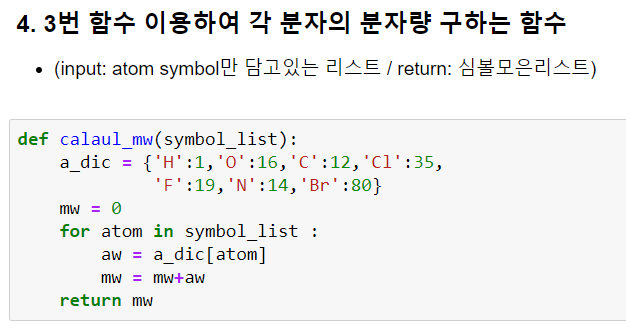 4. 3번 함수 이용하여 각 분자의 분자량 구하는 함수
• (input: atom symbol만 담고있는 리스트 / return: 심볼모은리스트)
def calaul_mw(symbol_list):
    a_dic = {'H':1,'O':16,'C':12,'Cl':35,
             'F':19,'N':14,'Br':80}
    mw = 0
    for atom in symbol_list :
        aw = a_dic[atom]
        mw = mw+aw
    return mw